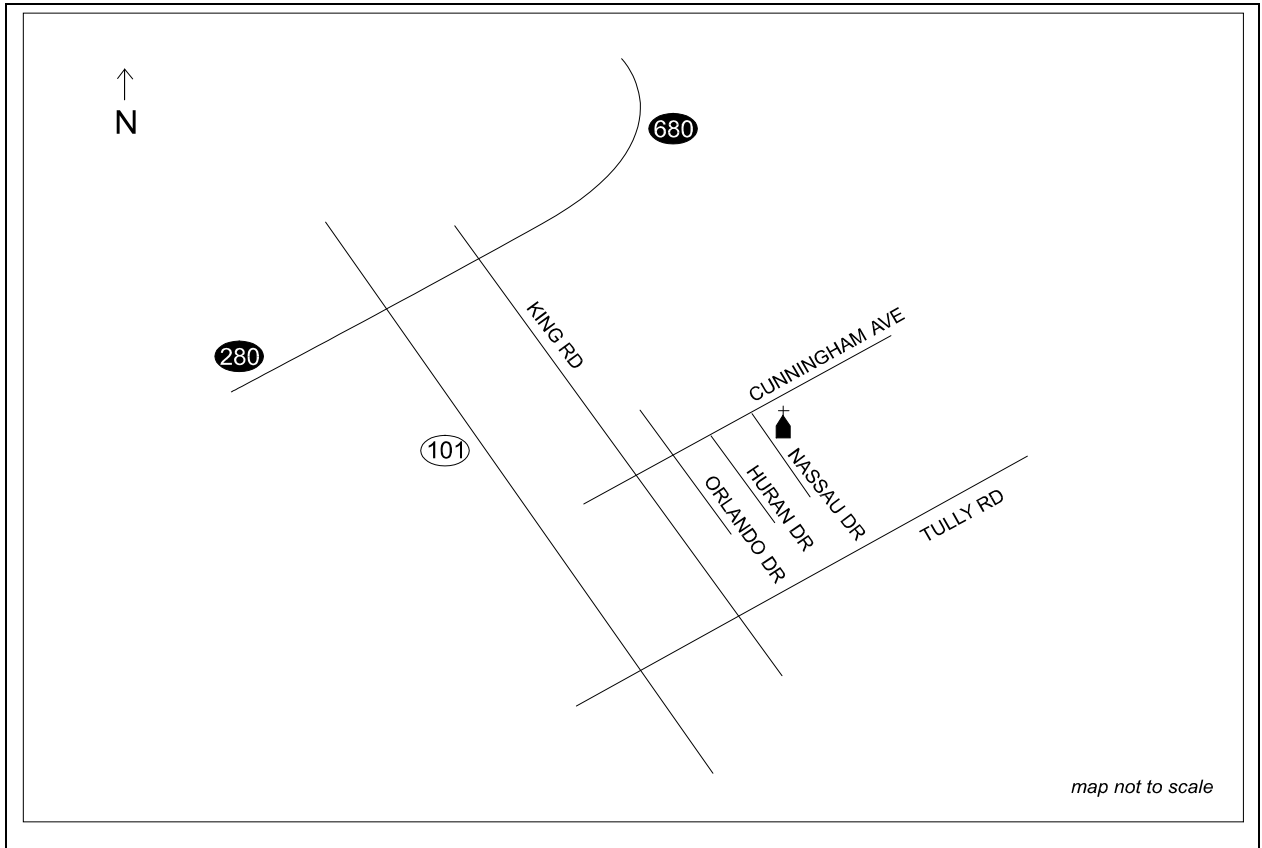 680
N
KING RD
CUNNINGHAM AVE
280
101
NASSAU DR
HURAN DR
ORLANDO DR
TULLY RD
map not to scale